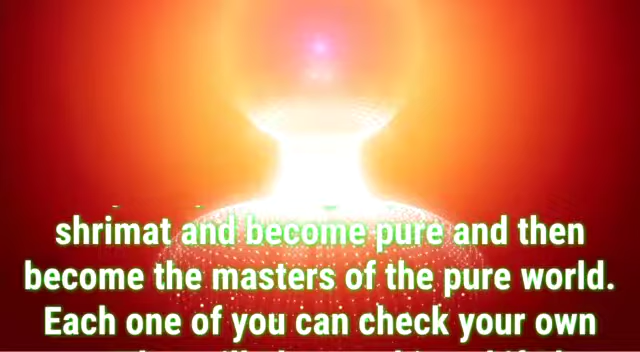 shrimat and become pure and then
become the masters of the pure world.
Each one of you can check your own